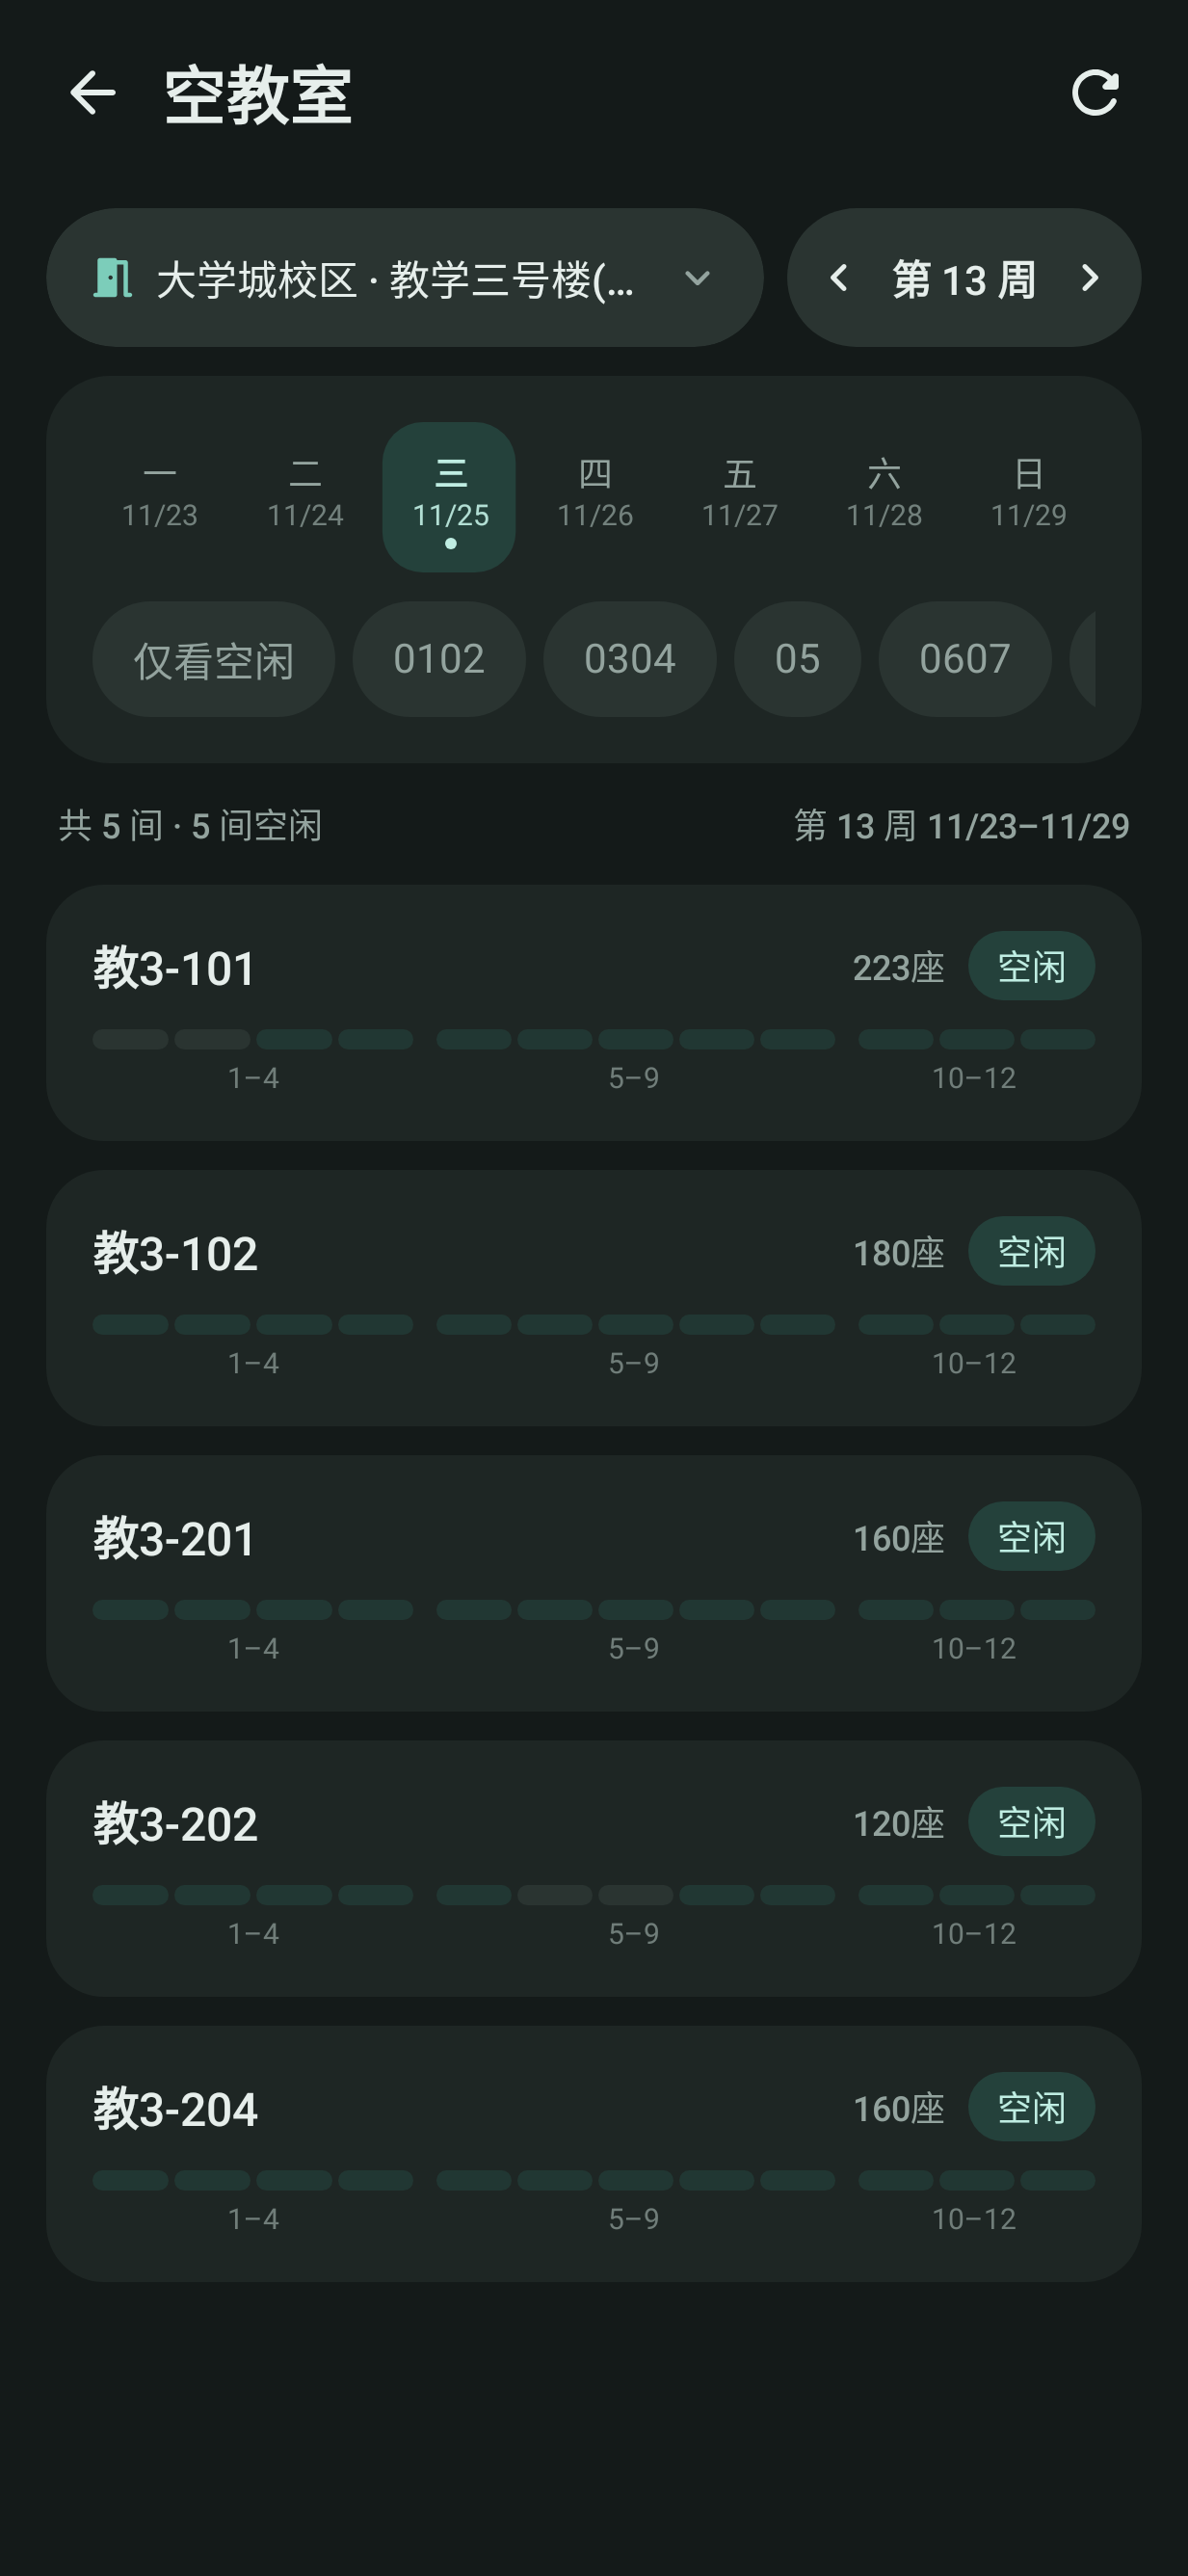 空教室
大学城校区 · 教学三号楼(...
第 13 周
一 二 三 四 五 六 日
11/23 11/24 11/25 11/26 11/27 11/28 11/29
仅看空闲 0102 0304 05 0607
共 5 间 · 5 间空闲 第 13 周 11/23–11/29
教3-101 223座 空闲
1–4 5–9 10–12
教3-102 180座 空闲
1–4 5–9 10–12
教3-201 160座 空闲
1–4 5–9 10–12
教3-202 120座 空闲
1–4 5–9 10–12
教3-204 160座 空闲
1–4 5–9 10–12